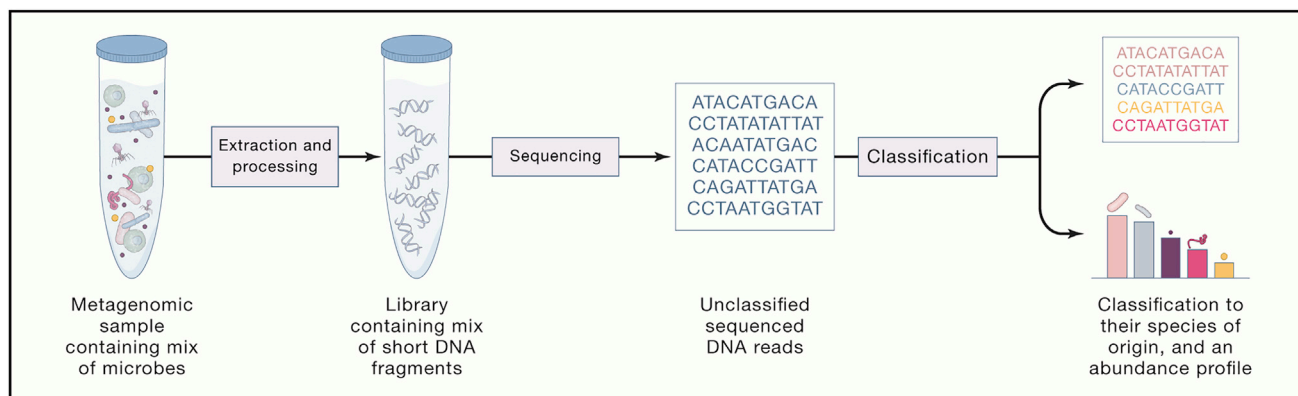 Metagenomic
sample
containing mix
of microbes
Extraction and
processing
Library
containing mix
of short DNA
fragments
Sequencing
ATACATGACA
CCTATATATTAT
ACAATATGAC
CATACCGATT
CAGATTATGA
CCTAATGGTAT
Unclassified
sequenced
DNA reads
Classification
ATACATGACA
CCTATATATTAT
CATACCGATT
CAGATTATGA
CCTAATGGTAT
Classification to
their species of
origin, and an
abundance profile